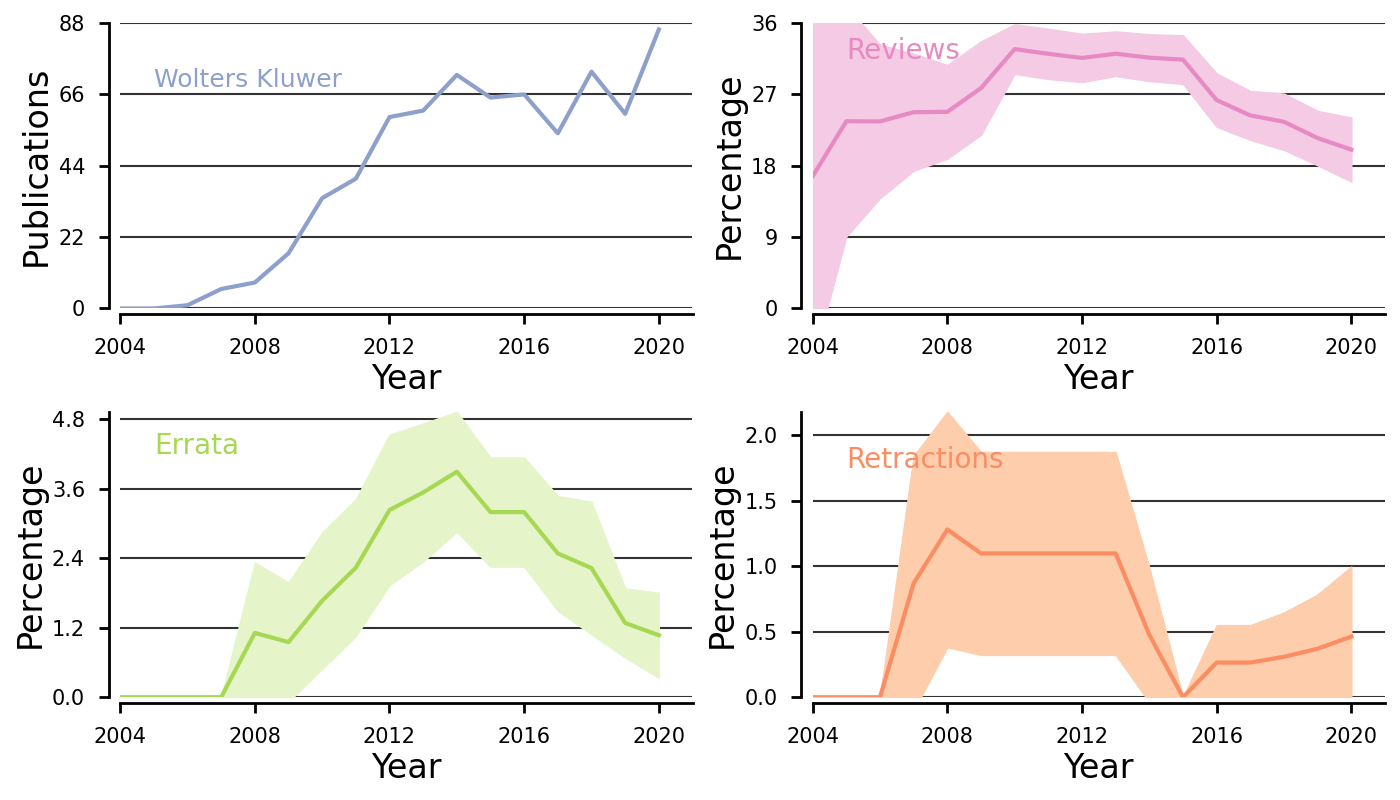 Publications
88
66
44
22
0
Wolters Kluwer
2004 2008 2012 2016 2020
Year
Percentage
36
27
18
9
0
Reviews
2004 2008 2012 2016 2020
Year
Percentage
4.8
3.6
2.4
1.2
0.0
Errata
2004 2008 2012 2016 2020
Year
Percentage
2.0
1.5
1.0
0.5
0.0
Retractions
2004 2008 2012 2016 2020
Year